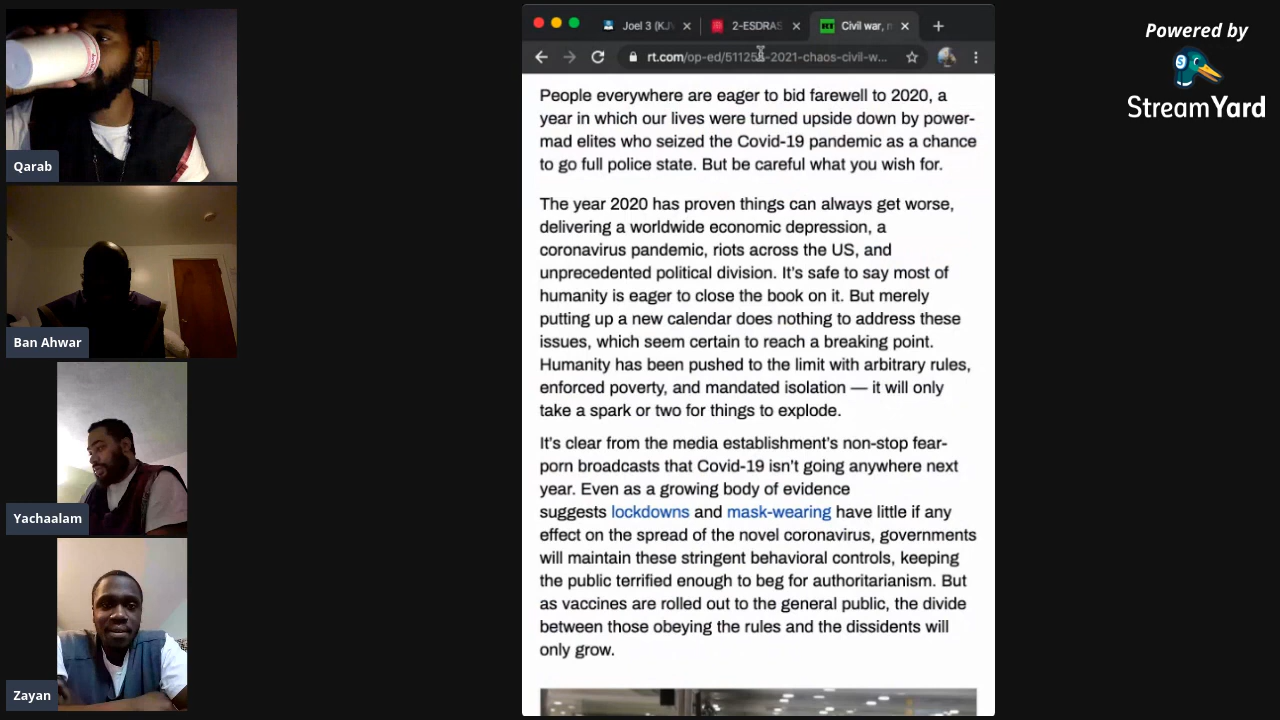 Qarab
Ban Ahwar
Yachaalam
Zayan
Joel 3 (KJ
2-ESDRAS
Civil war,
rt.com/op-ed/51125 -2021-chaos-civil-w...
People everywhere are eager to bid farewell to 2020, a
year in which our lives were turned upside down by power-
mad elites who seized the Covid-19 pandemic as a chance
to go full police state. But be careful what you wish for.
The year 2020 has proven things can always get worse,
delivering a worldwide economic depression, a
coronavirus pandemic, riots across the US, and
unprecedented political division. It's safe to say most of
humanity is eager to close the book on it. But merely
putting up a new calendar does nothing to address these
issues, which seem certain to reach a breaking point.
Humanity has been pushed to the limit with arbitrary rules,
enforced poverty, and mandated isolation — it will only
take a spark or two for things to explode.
It's clear from the media establishment's non-stop fear-
porn broadcasts that Covid-19 isn't going anywhere next
year. Even as a growing body of evidence
suggests lockdowns and mask-wearing have little if any
effect on the spread of the novel coronavirus, governments
will maintain these stringent behavioral controls, keeping
the public terrified enough to beg for authoritarianism. But
as vaccines are rolled out to the general public, the divide
between those obeying the rules and the dissidents will
only grow.
Powered by
StreamYard